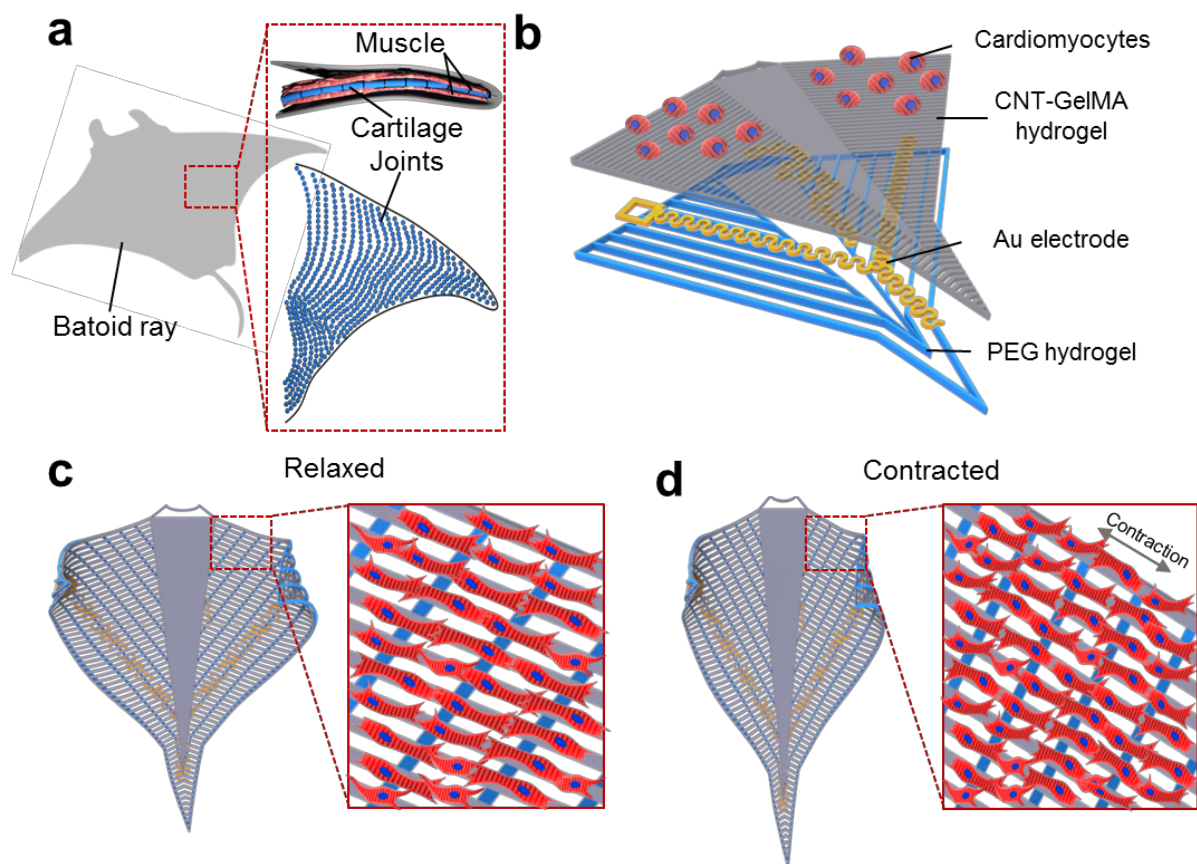 a
Muscle
Cartilage
Joints
Batoid ray
b
Cardiomyocytes
CNT-GelMA
hydrogel
Au electrode
PEG hydrogel
c
Relaxed
d
Contracted
Contraction